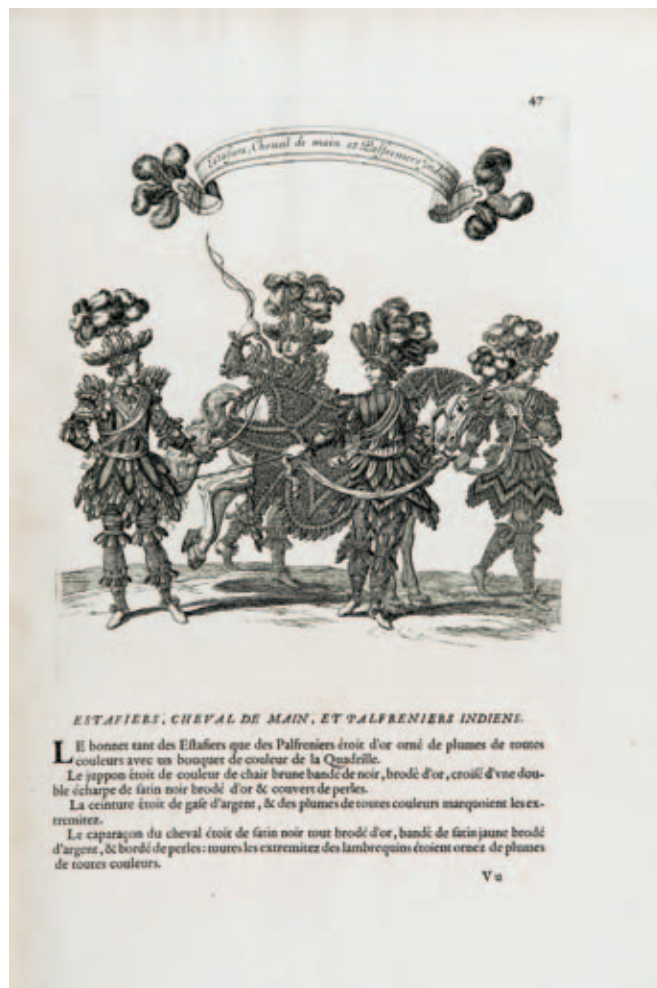 47
Estafiers, Cheval de main et Palfreniers
ESTAFIERS, CHEVAL DE MAIN, ET PALFRENIERS INDIENS.
LE bonnet tant des Estafiers que des Palfreniers étoit d'or orné de plumes de toutes
couleurs avec un bouquet de couleur de la Quadrille.
Le juppon étoit de couleur de chair brune bandé de noir, brodé d'or, croisé d'vne dou-
ble écharpe de satin noir brodé d'or & couvert de perles.
La ceinture étoit de gase d'argent, & des plumes de toutes couleurs marquoient les ex-
tremitez.
Le caparaçon du cheval étoit de satin noir tout brodé d'or, bandé de satin jaune brodé
d'argent, & bordé de perles: toutes les extremitez des lambrequins étoient ornez de plumes
de toutes couleurs.
Vu